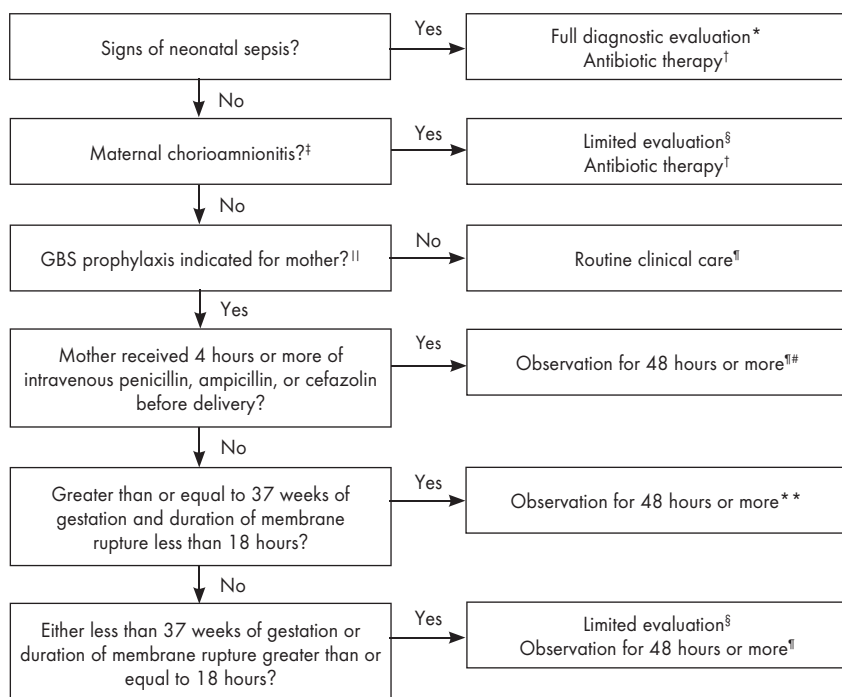 Signs of neonatal sepsis?
Yes
Full diagnostic evaluation*
Antibiotic therapy†
No
Maternal chorioamnionitis?‡
Yes
Limited evaluation§
Antibiotic therapy†
No
GBS prophylaxis indicated for mother?||
No
Routine clinical care¶
Yes
Mother received 4 hours or more of
intravenous penicillin, ampicillin, or cefazolin
before delivery?
Yes
Observation for 48 hours or more¶#
No
Greater than or equal to 37 weeks of
gestation and duration of membrane
rupture less than 18 hours?
Yes
Observation for 48 hours or more**
No
Either less than 37 weeks of gestation or
duration of membrane rupture greater than or
equal to 18 hours?
Yes
Limited evaluation§
Observation for 48 hours or more¶